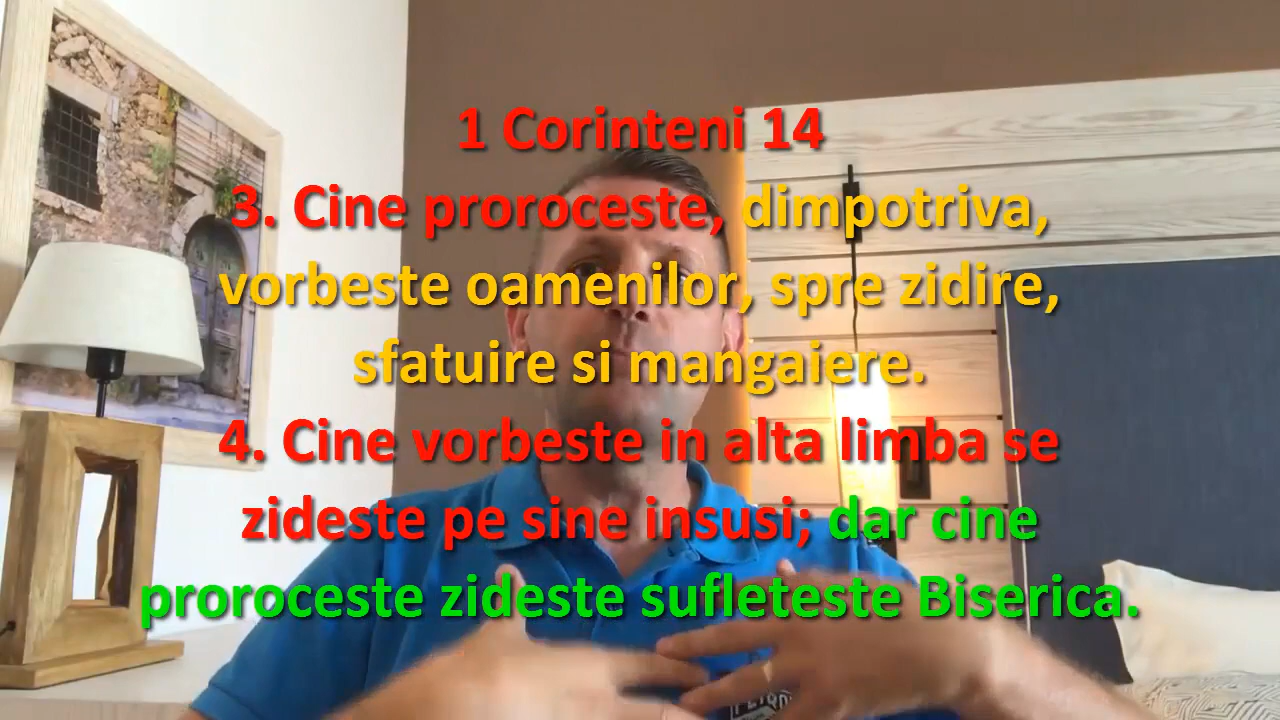 1 Corinteni 14
3. Cine proroceste, dimpotriva,
vorbeste oamenilor, spre zidire,
sfatuire si mangaiere.
4. Cine vorbeste in alta limba se
zideste pe sine insusi; dar cine
proroceste zideste sufleteste Biserica.